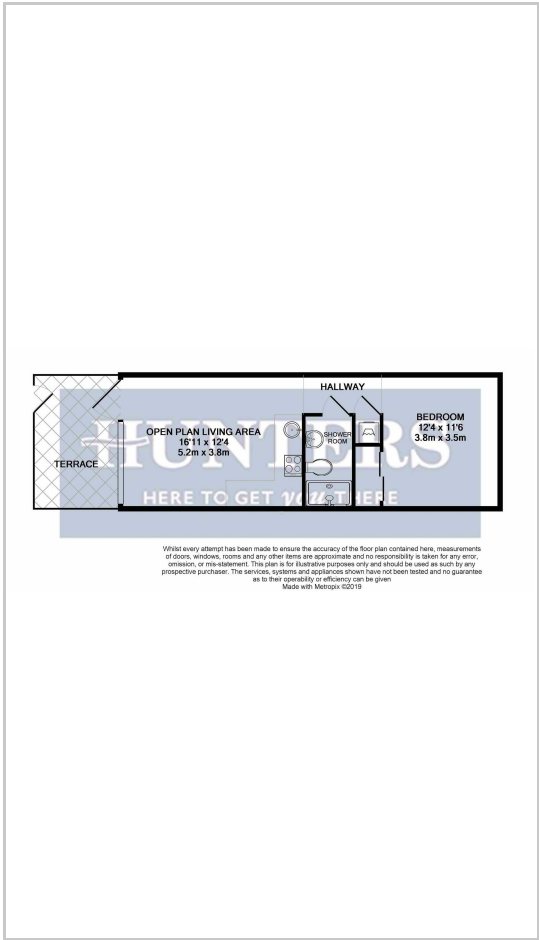 HALLWAY
BEDROOM
12'4 x 11'6
3.8m x 3.5m
OPEN PLAN LIVING AREA
16'11 x 12'4
5.2m x 3.8m
SHOWER
ROOM
TERRACE
HUNTERS
HERE TO GET you THERE
Whilst every attempt has been made to ensure the accuracy of the floor plan contained here, measurements
of doors, windows, rooms and any other items are approximate and no responsibility is taken for any error,
omission, or mis-statement. This plan is for illustrative purposes only and should be used as such by any
prospective purchaser. The services, systems and appliances shown have not been tested and no guarantee
as to their operability or efficiency can be given
Made with Metropix ©2019